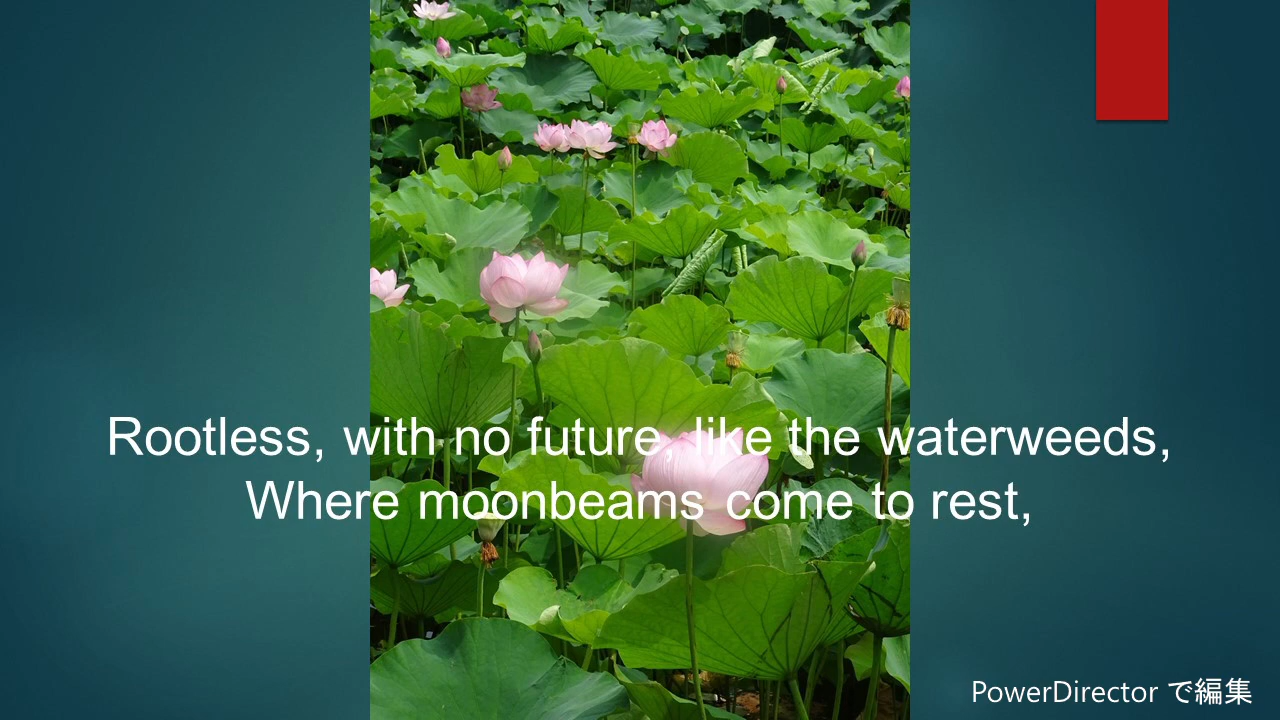 Rootless, with no future, like the waterweeds,
Where moonbeams come to rest,
PowerDirector で編集